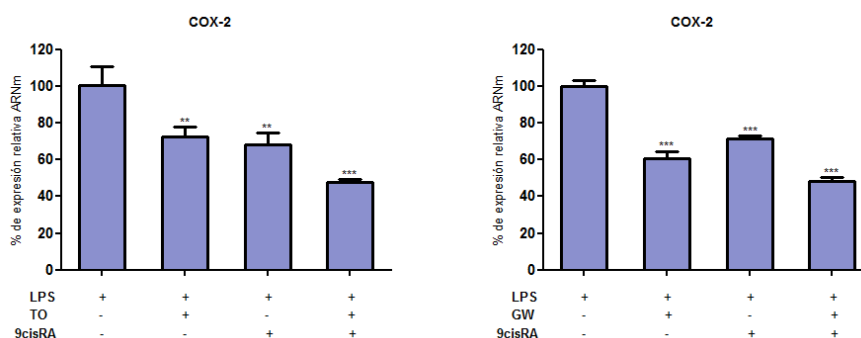 COX-2
% de expresión relativa ARNm
120
100
80
60
40
20
0
** ** ***
LPS + + + +
TO - + - +
9cisRA - - + +
COX-2
% de expresión relativa ARNm
120
100
80
60
40
20
0
*** *** ***
LPS + + + +
GW - + - +
9cisRA - - + +